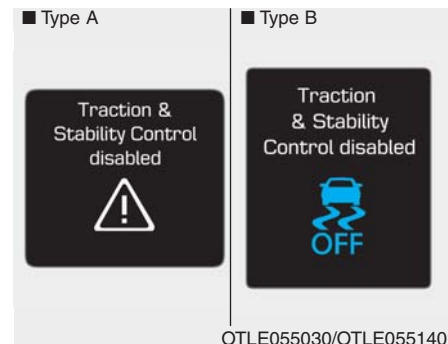 ■ Type A
Traction &
Stability Control
disabled
!
■ Type B
Traction
& Stability
Control disabled
OFF
OTLE055030/OTLE055140